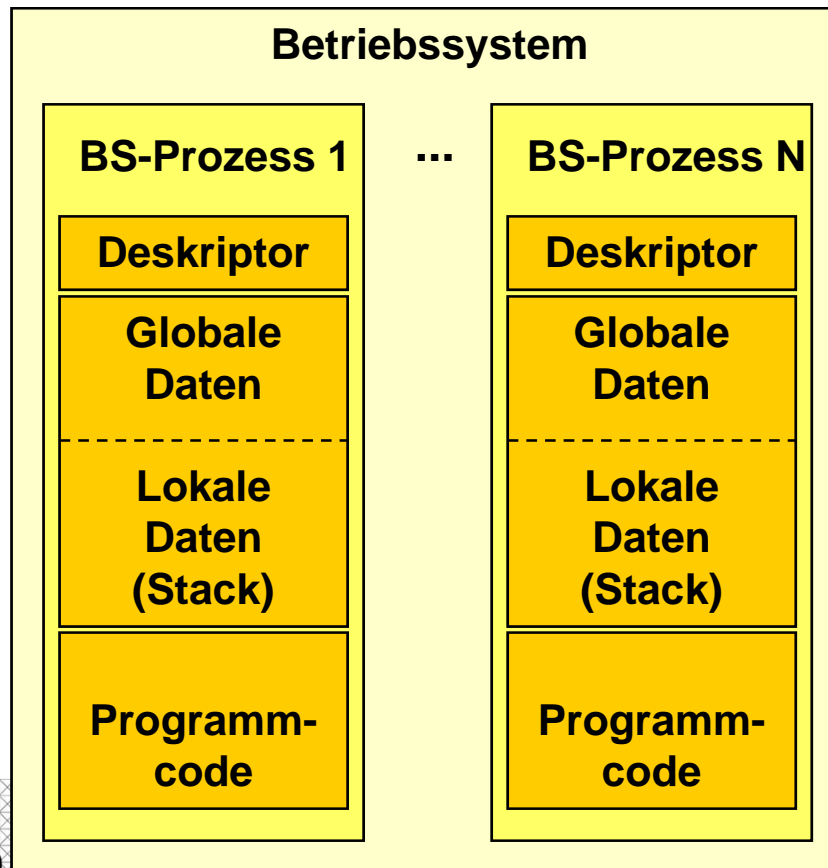 Betriebssystem
BS-Prozess 1
...
BS-Prozess N
Deskriptor
Globale
Daten
Lokale
Daten
(Stack)
Programm-
code
Deskriptor
Globale
Daten
Lokale
Daten
(Stack)
Programm-
code